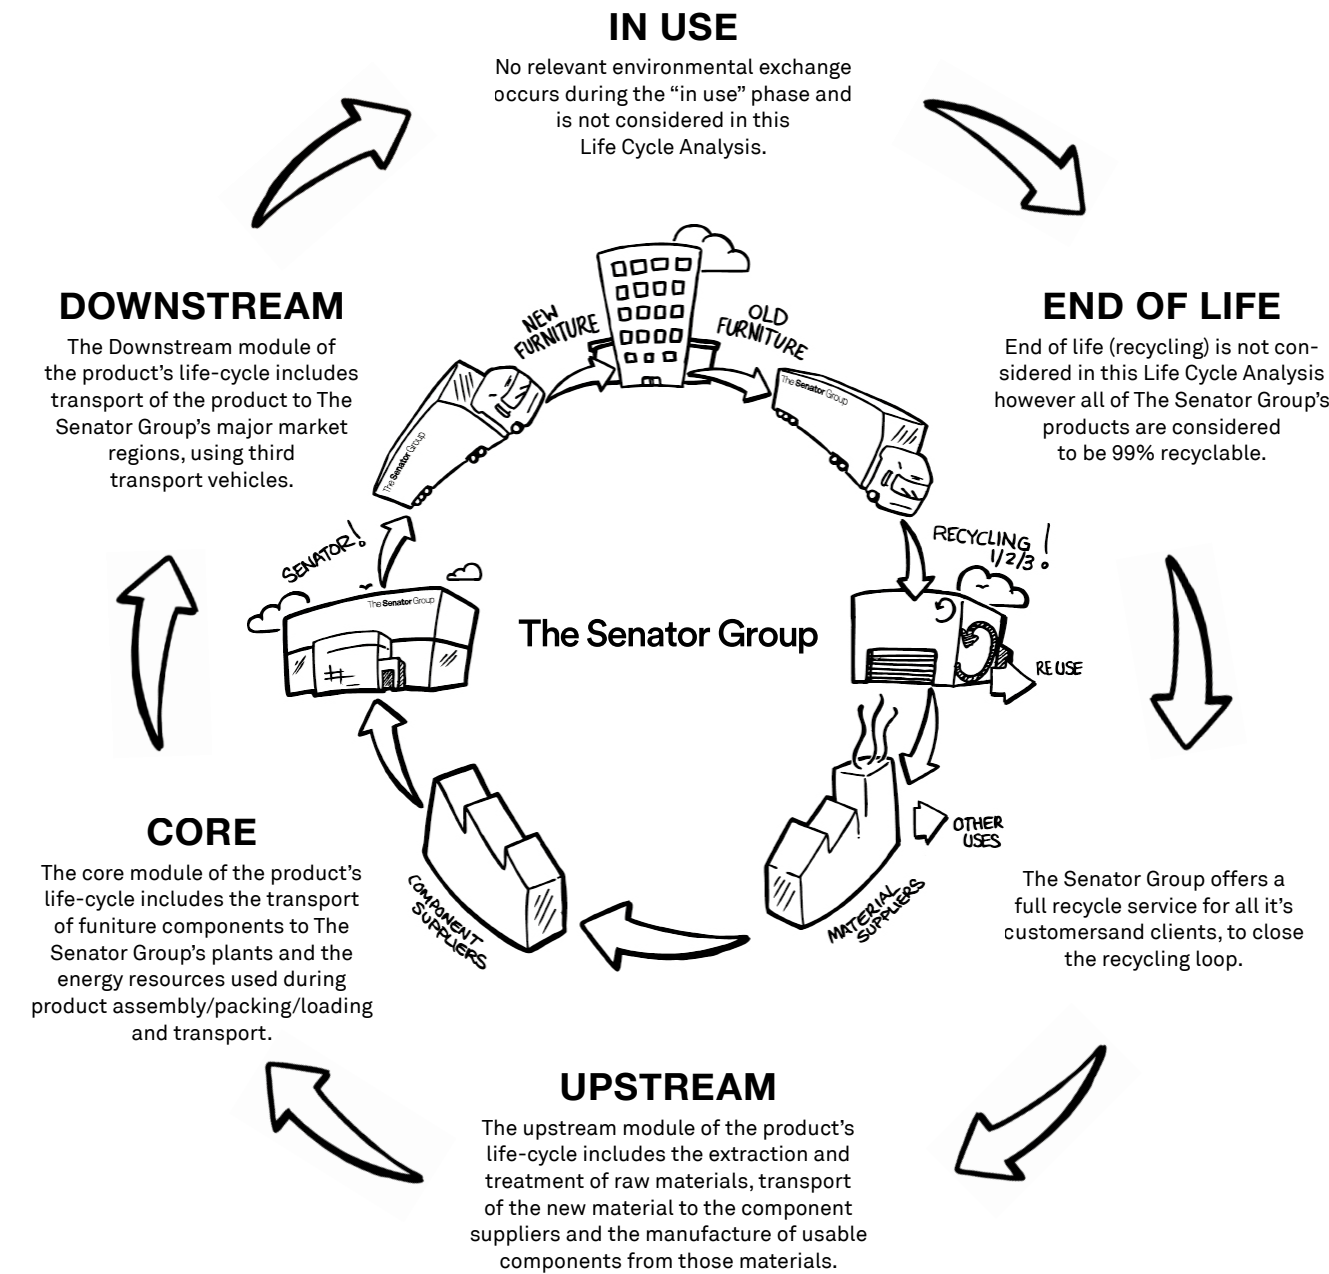 IN USE
No relevant environmental exchange
occurs during the “in use” phase and
is not considered in this
Life Cycle Analysis.
DOWNSTREAM
The Downstream module of
the product’s life-cycle includes
transport of the product to The
Senator Group’s major market
regions, using third
transport vehicles.
END OF LIFE
End of life (recycling) is not con-
sidered in this Life Cycle Analysis
however all of The Senator Group’s
products are considered
to be 99% recyclable.
NEW
FURNITURE
OLD
FURNITURE
The Senator Group
The Senator Group
SENATOR!
RECYCLING
1/2/3!
The Senator Group
The Senator Group
RE USE
CORE
The core module of the product’s
life-cycle includes the transport
of funiture components to The
Senator Group’s plants and the
energy resources used during
product assembly/packing/loading
and transport.
COMPONENT
SUPPLIERS
MATERIAL
SUPPLIERS
OTHER
USES
The Senator Group offers a
full recycle service for all it’s
customersand clients, to close
the recycling loop.
UPSTREAM
The upstream module of the product’s
life-cycle includes the extraction and
treatment of raw materials, transport
of the new material to the component
suppliers and the manufacture of usable
components from those materials.